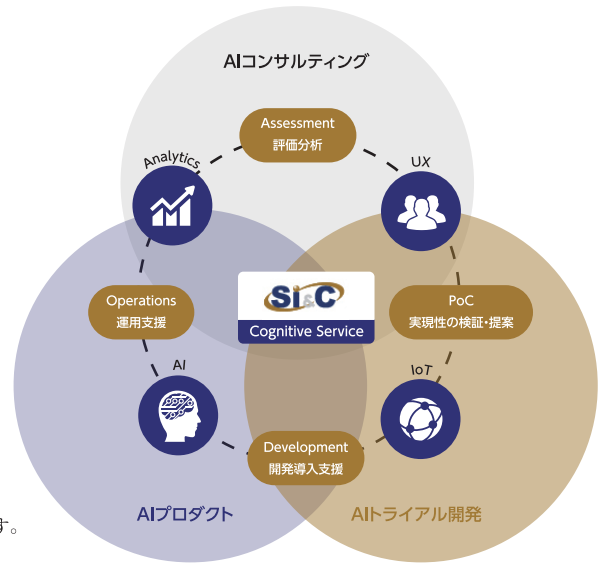 AIコンサルティング
Assessment
評価分析
Analytics
UX
SI&C
Cognitive Service
Operations
運用支援
PoC
実現性の検証・提案
AI
IoT
Development
開発導入支援
AIプロダクト
AIトライアル開発
す。